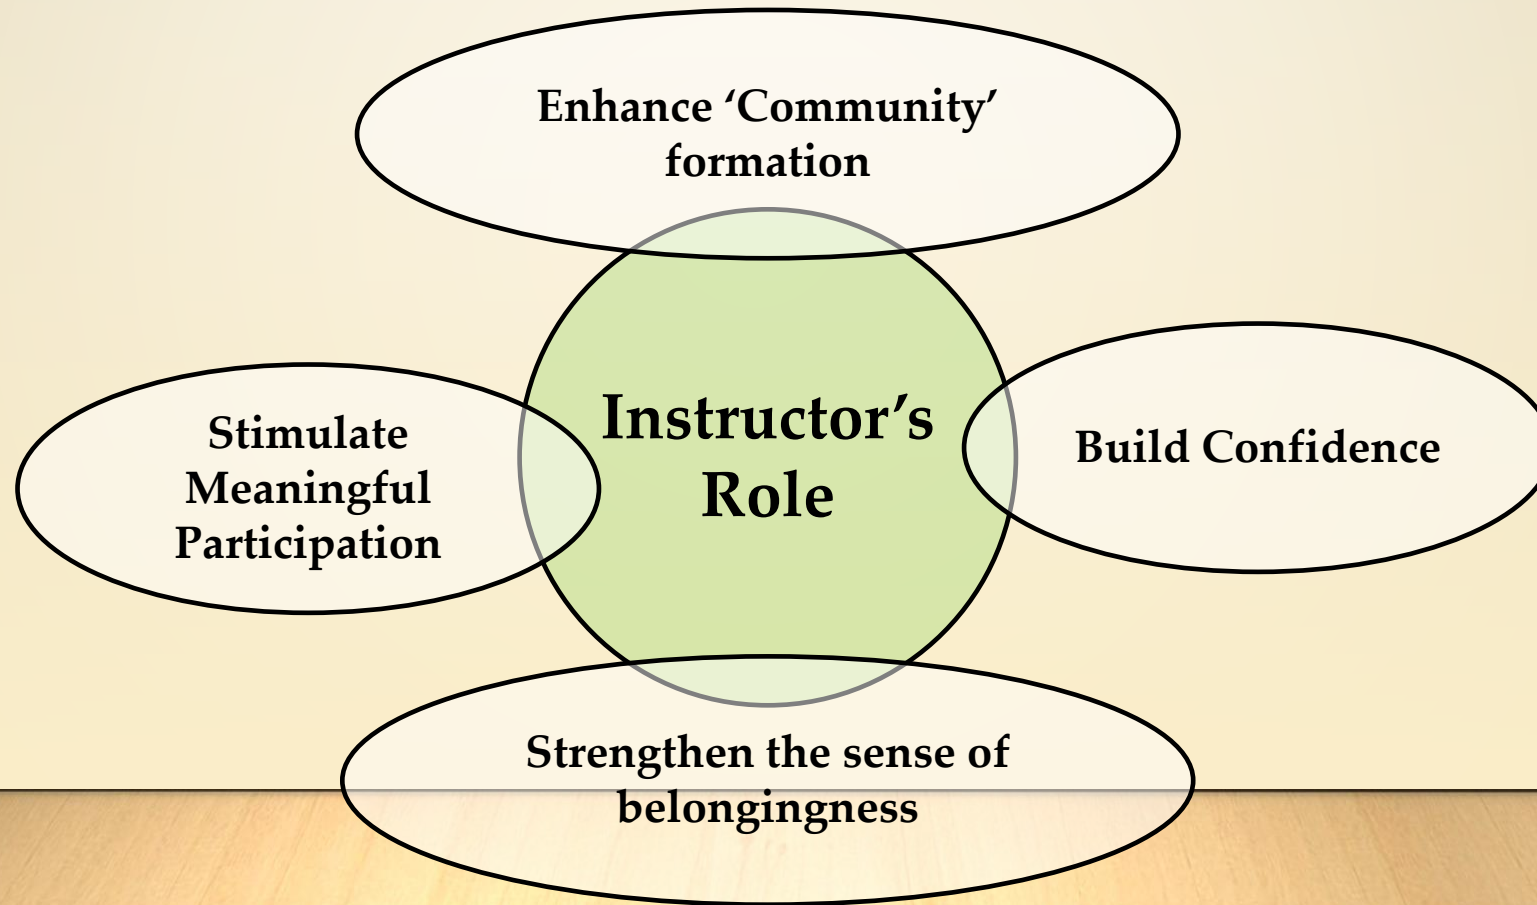 Enhance ‘Community’
formation
Instructor’s
Role
Stimulate
Meaningful
Participation
Build Confidence
Strengthen the sense of
belongingness